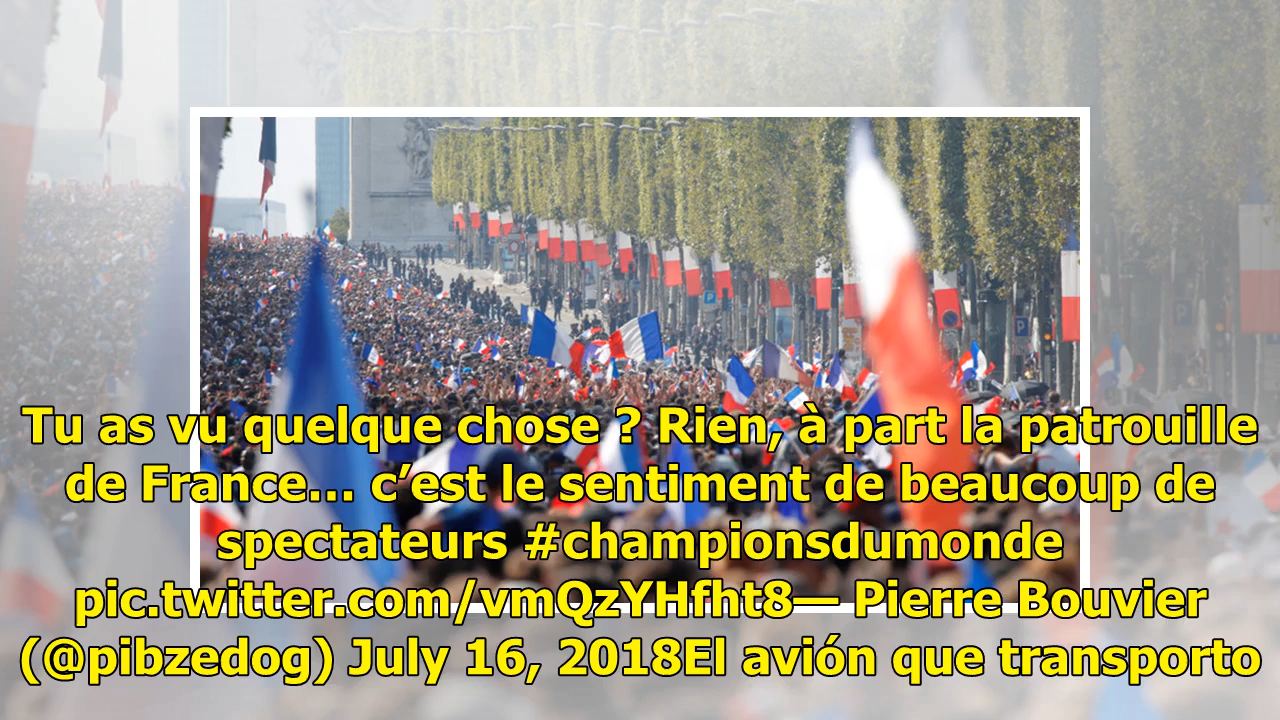 Tu as vu quelque chose ? Rien, à part la patrouille
de France... c’est le sentiment de beaucoup de
spectateurs #championsdumonde
pic.twitter.com/vmQzYHfht8— Pierre Bouvier
(@pibzedog) July 16, 2018El avión que transporto